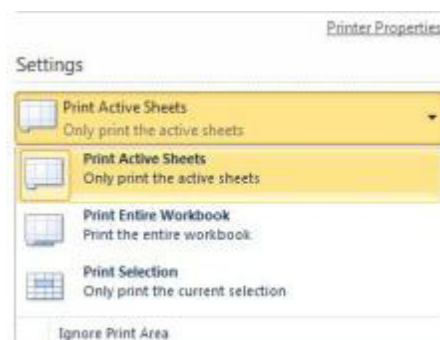 Printer Properties
Settings
Print Active Sheets
Only print the active sheets
Print Active Sheets
Only print the active sheets
Print Entire Workbook
Print the entire workbook
Print Selection
Only print the current selection
Ignore Print Area